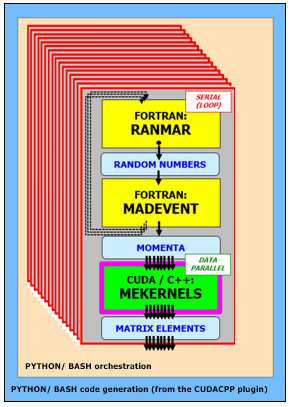 SERIAL
(LOOP)
FORTRAN:
RANMAR
RANDOM NUMBERS
FORTRAN:
MADEVENT
MOMENTA
DATA
PARALLEL
CUDA / C++:
MEKERNELS
MATRIX ELEMENTS
PYTHON/ BASH orchestration
PYTHON/ BASH code generation (from the CUDACPP plugin)